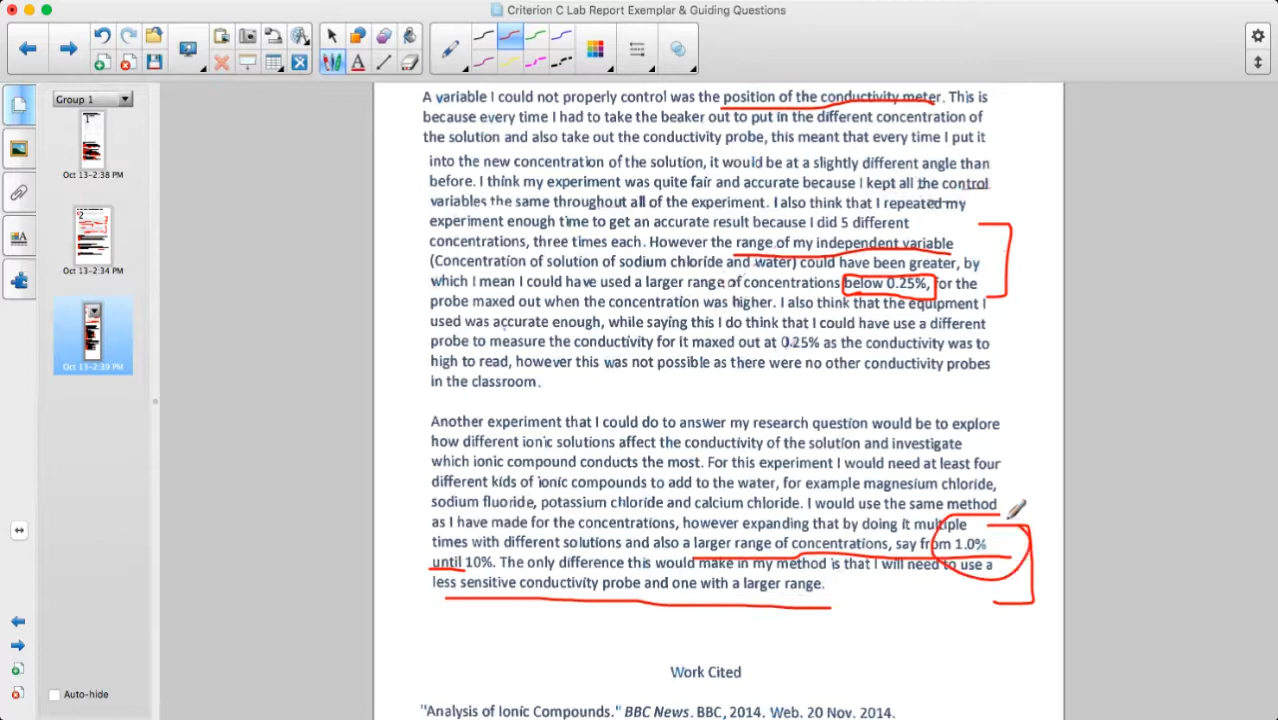 Criterion C Lab Report Exemplar & Guiding Questions
Group 1
1
Oct 13–2:38 PM
2
Oct 13–2:34 PM
Oct 13–2:39 PM
Auto-hide
A
A variable I could not properly control was the position of the conductivity meter. This is
because every time I had to take the beaker out to put in the different concentration of
the solution and also take out the conductivity probe, this meant that every time I put it
into the new concentration of the solution, it would be at a slightly different angle than
before. I think my experiment was quite fair and accurate because I kept all the control
variables the same throughout all of the experiment. I also think that I repeated my
experiment enough time to get an accurate result because I did 5 different
concentrations, three times each. However the range of my independent variable
(Concentration of solution of sodium chloride and water) could have been greater, by
which I mean I could have used a larger range of concentrations below 0.25%, for the
probe maxed out when the concentration was higher. I also think that the equipment I
used was accurate enough, while saying this I do think that I could have use a different
probe to measure the conductivity for it maxed out at 0.25% as the conductivity was to
high to read, however this was not possible as there were no other conductivity probes
in the classroom.
Another experiment that I could do to answer my research question would be to explore
how different ionic solutions affect the conductivity of the solution and investigate
which ionic compound conducts the most. For this experiment I would need at least four
different kids of ionic compounds to add to the water, for example magnesium chloride,
sodium fluoride, potassium chloride and calcium chloride. I would use the same method
as I have made for the concentrations, however expanding that by doing it multiple
times with different solutions and also a larger range of concentrations, say from 1.0%
until 10%. The only difference this would make in my method is that I will need to use a
less sensitive conductivity probe and one with a larger range.
Work Cited
"Analysis of Ionic Compounds." BBC News. BBC, 2014. Web. 20 Nov. 2014.